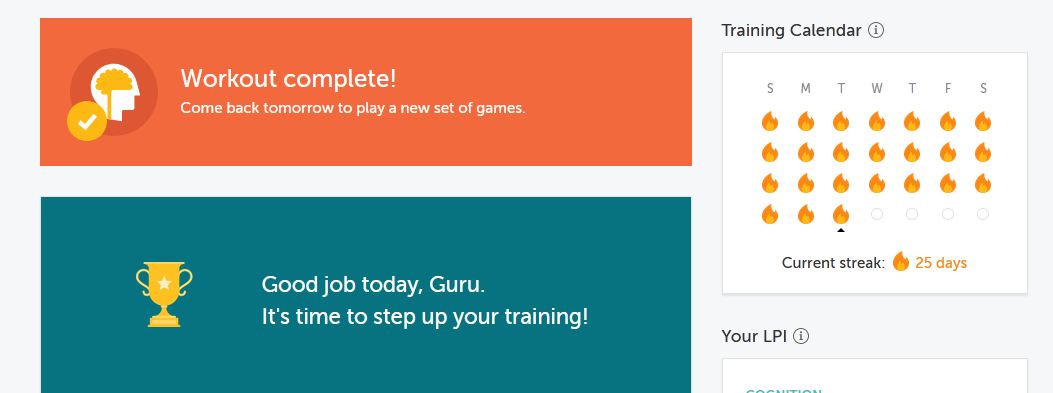 Workout complete!
Come back tomorrow to play a new set of games.
Good job today, Guru.
It's time to step up your training!
Training Calendar
S M T W T F S
Current streak: 25 days
Your LPI
COGNITION